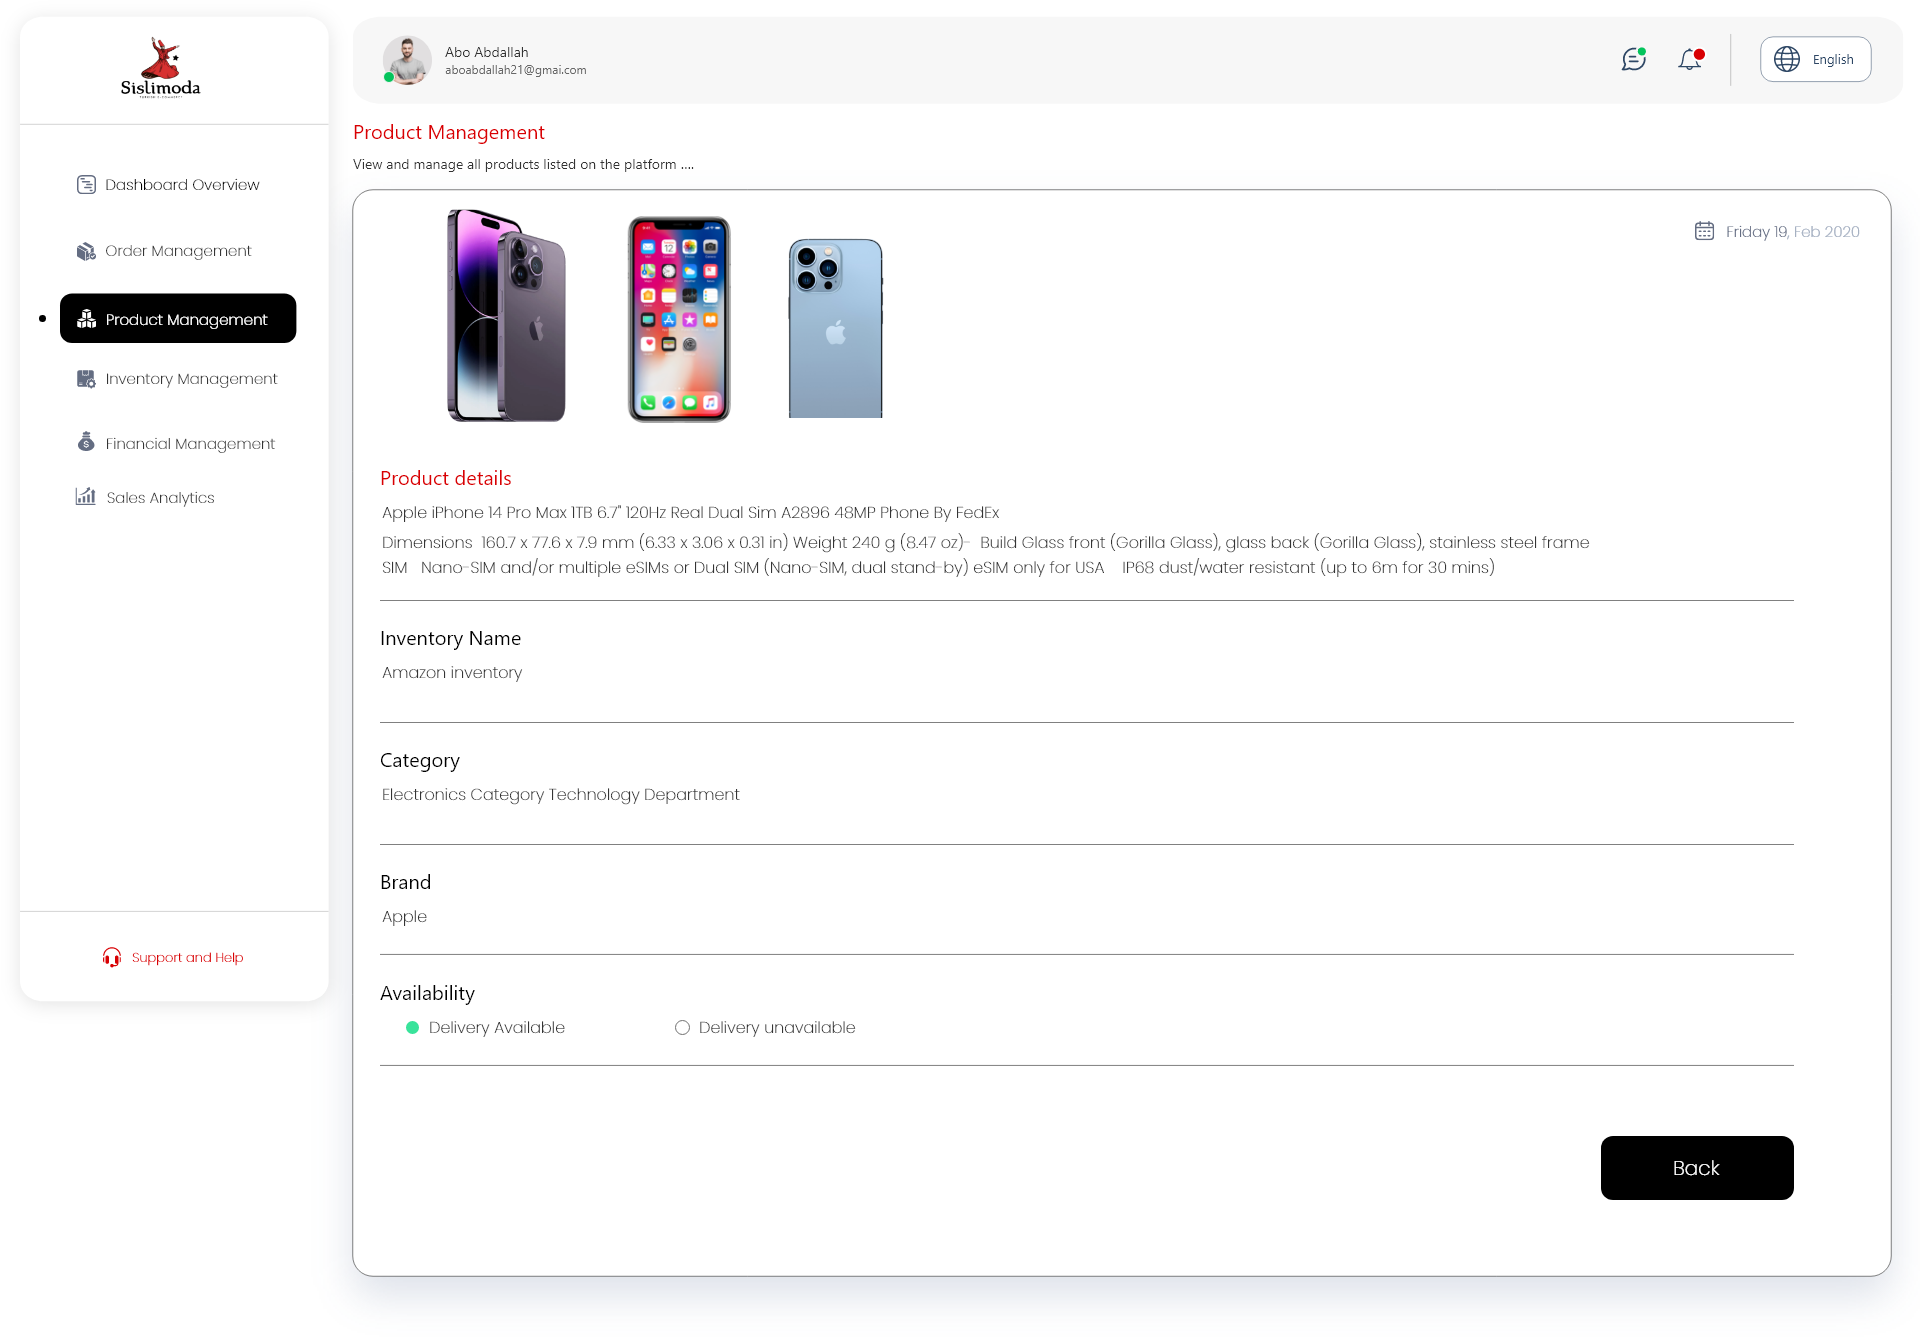 Sislimoda
Dashboard Overview
Order Management
Product Management
Inventory Management
Financial Management
Sales Analytics
Support and Help
Abo Abdallah
aboabdallah21@gmai.com
English
Product Management
View and manage all products listed on the platform ....
Friday 19, Feb 2020
Product details
Apple iPhone 14 Pro Max 1TB 6.7" 120Hz Real Dual Sim A2896 48MP Phone By FedEx
Dimensions 160.7 x 77.6 x 7.9 mm (6.33 x 3.06 x 0.31 in) Weight 240 g (8.47 oz)- Build Glass front (Gorilla Glass), glass back (Gorilla Glass), stainless steel frame
SIM Nano-SIM and/or multiple eSIMs or Dual SIM (Nano-SIM, dual stand-by) eSIM only for USA IP68 dust/water resistant (up to 6m for 30 mins)
Inventory Name
Amazon inventory
Category
Electronics Category Technology Department
Brand
Apple
Availability
Delivery Available
Delivery unavailable
Back